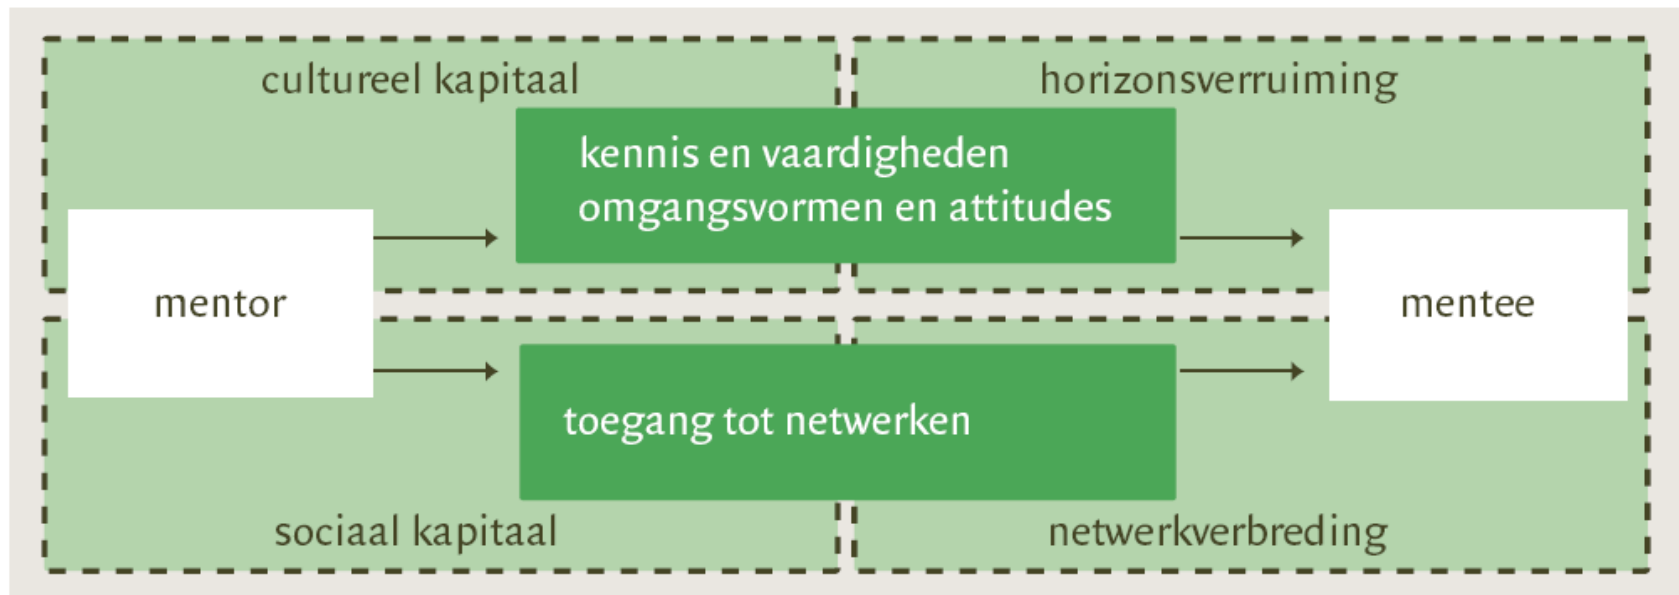 cultureel kapitaal
horizonsverruiming
kennis en vaardigheden
omgangsvormen en attitudes
mentor
mentee
toegang tot netwerken
sociaal kapitaal
netwerkverbreding